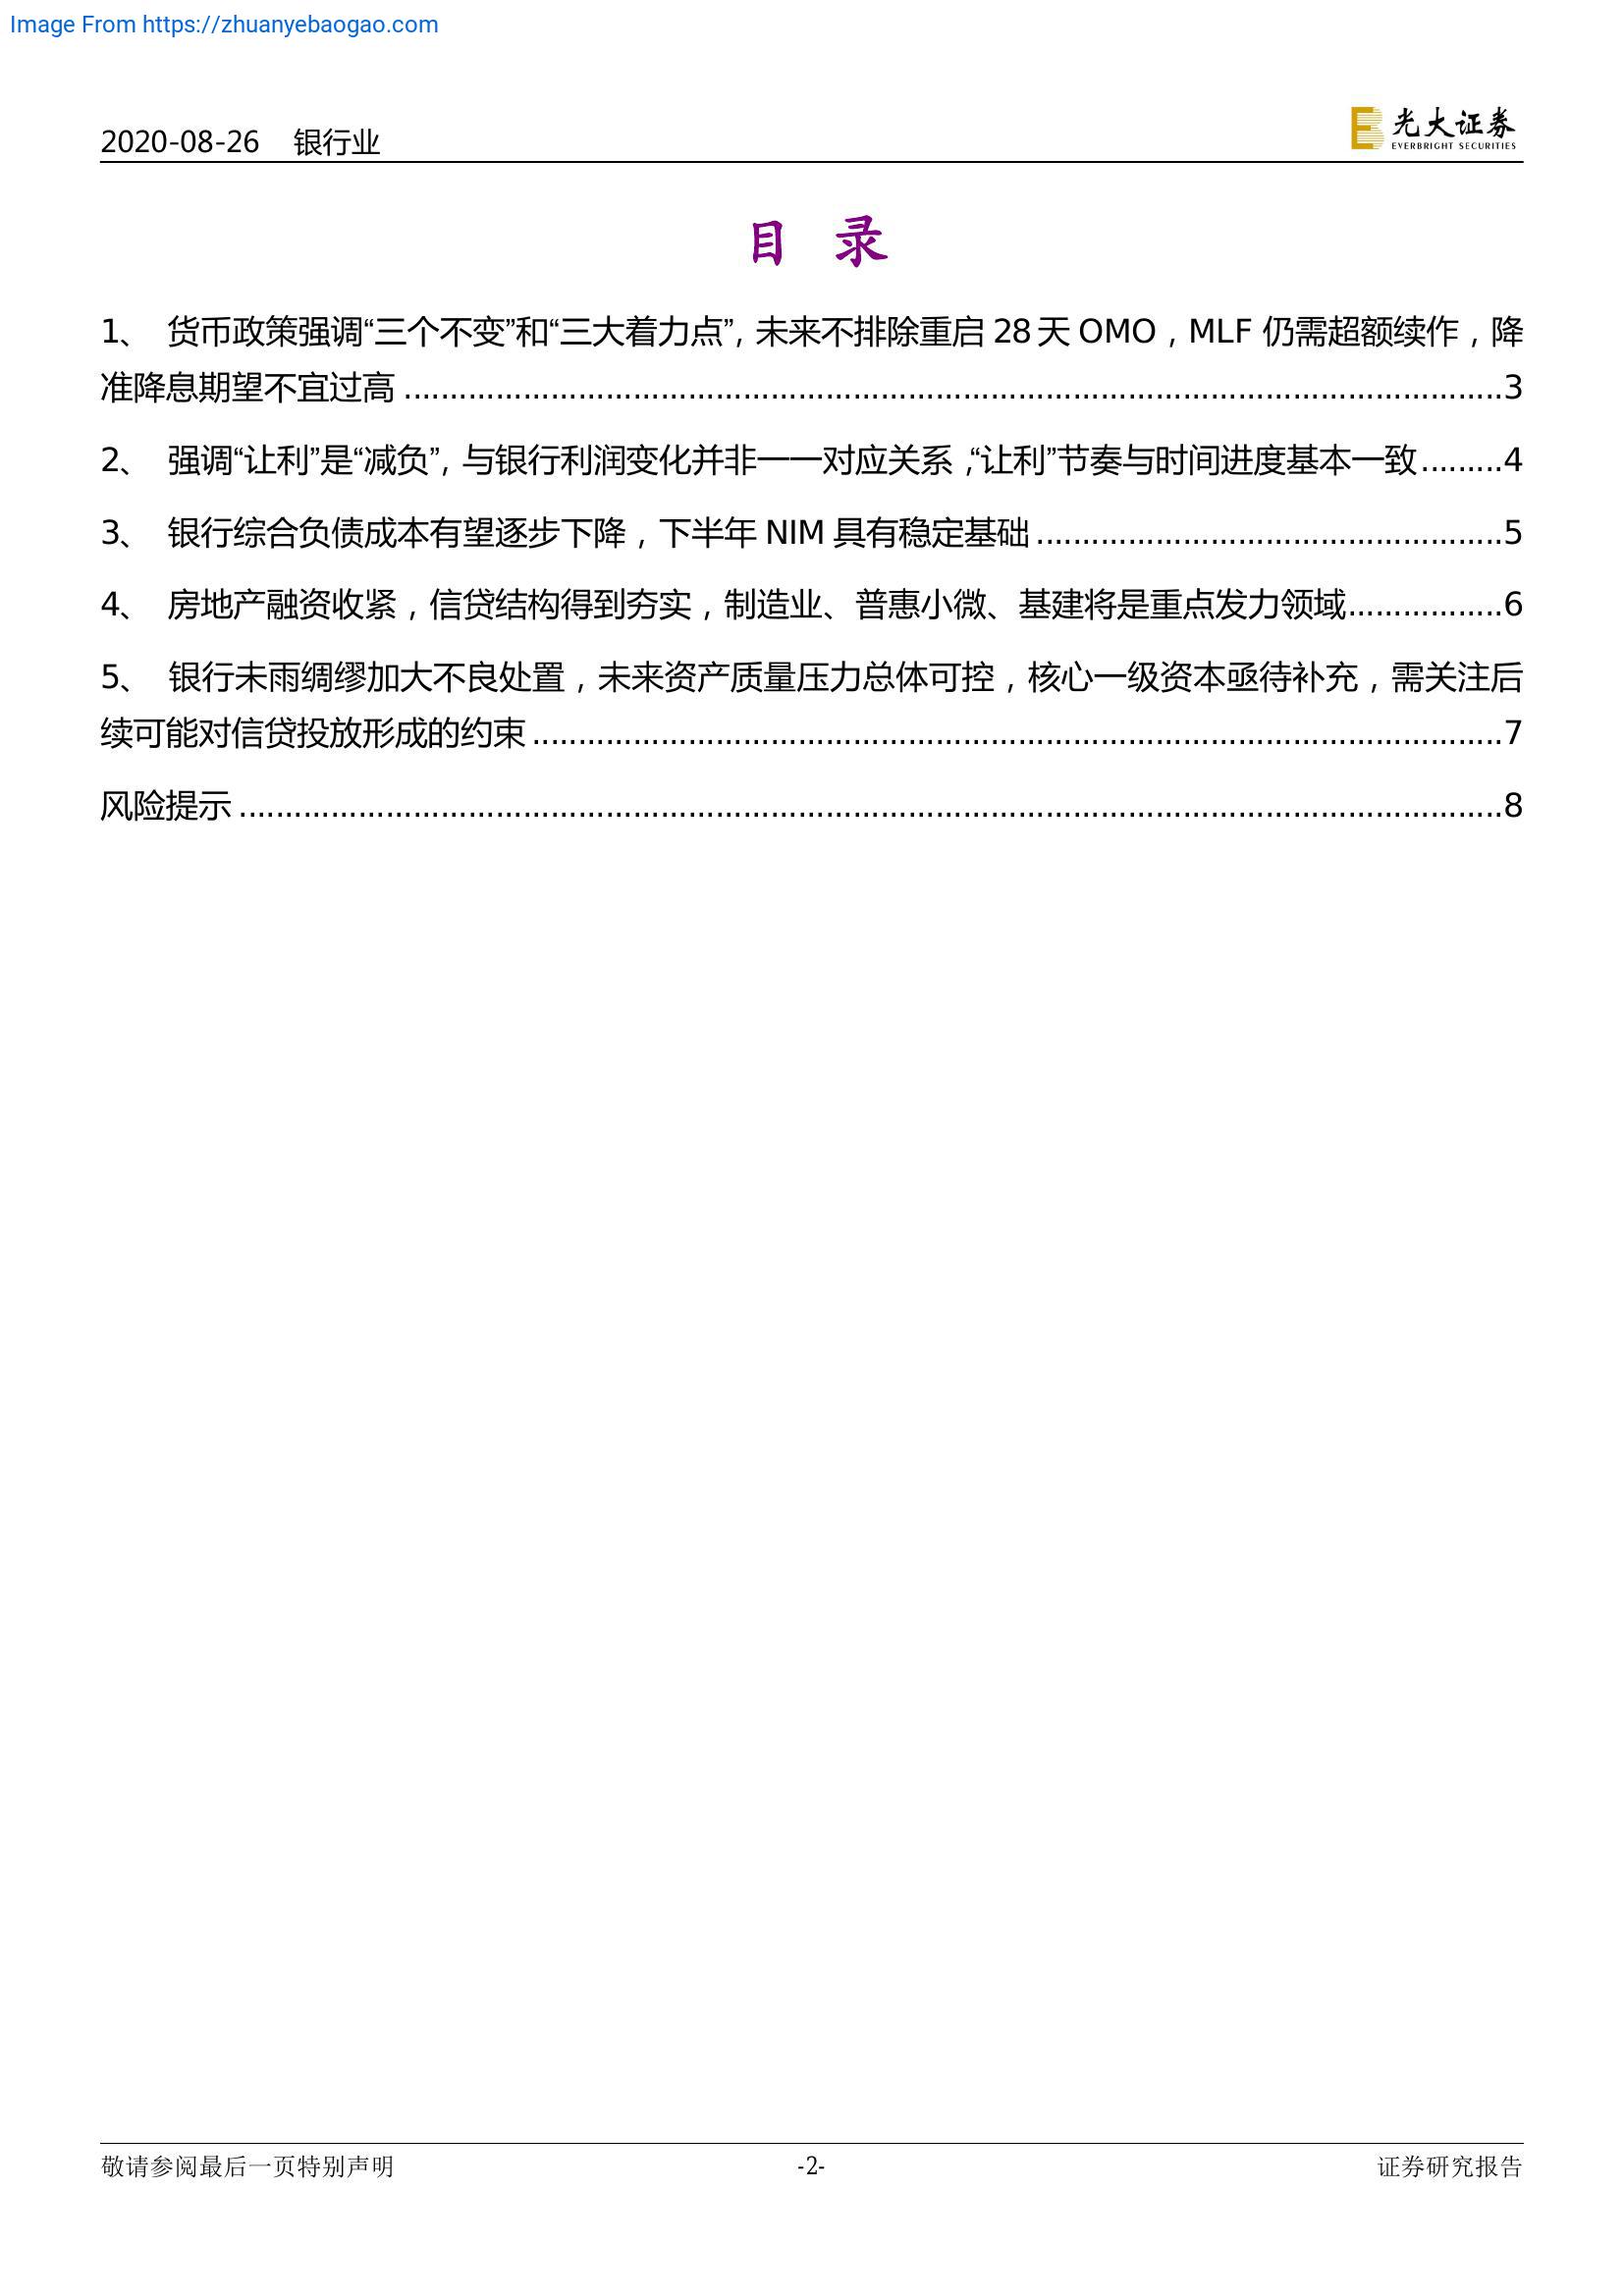 Image From https://zhuanyebaogao.com
2020-08-26 银行业
光大证券
EVERBRIGHT SECURITIES
目 录
1、 货币政策强调“三个不变”和“三大着力点”, 未来不排除重启 28 天 OMO，MLF 仍需超额续作，降
准降息期望不宜过高 ........................................................................................................................3
2、 强调“让利”是“减负”, 与银行利润变化并非一一对应关系 ,“让利”节奏与时间进度基本一致.........4
3、 银行综合负债成本有望逐步下降，下半年 NIM 具有稳定基础 ...................................................5
4、 房地产融资收紧，信贷结构得到夯实，制造业、普惠小微、基建将是重点发力领域.................6
5、 银行未雨绸缪加大不良处置，未来资产质量压力总体可控，核心一级资本亟待补充，需关注后
续可能对信贷投放形成的约束 ..........................................................................................................7
风险提示 ..........................................................................................................................................8
敬请参阅最后一页特别声明 -2- 证券研究报告